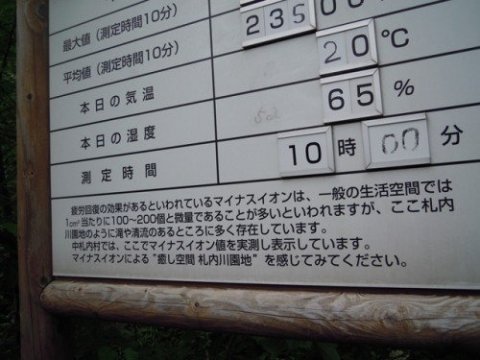 最大値(測定時間10分)
平均値(測定時間10分) 23500
本日の気温 20 ℃
本日の湿度 65 %
測定時間 10 時 00 分
疲労回復の効果があるといわれているマイナスイオンは、一般の生活空間では
1c㎥当たりに100〜200個と微量であることが多いといわれますが、ここ札内
川園地のように滝や清流のあるところに多く存在しています。
中札内村では、ここでマイナスイオン値を実測し表示しています。
マイナスイオンによる"癒し空間 札内川園地"を感じてみてください。